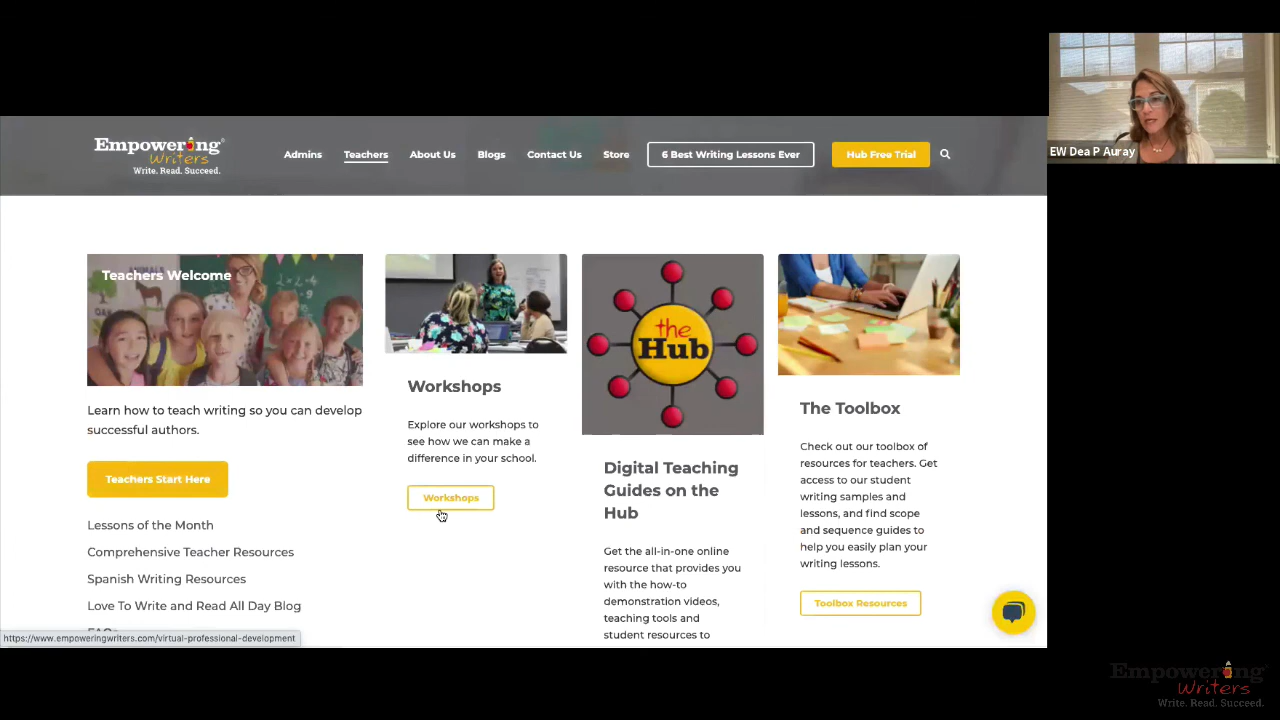 Empowering
Writers
Write. Read. Succeed.
Admins
Teachers
About Us
Blogs
Contact Us
Store
6 Best Writing Lessons Ever
Hub Free Trial
EW Dea P Auray
Teachers Welcome
Learn how to teach writing so you can develop
successful authors.
Teachers Start Here
Lessons of the Month
Comprehensive Teacher Resources
Spanish Writing Resources
Love To Write and Read All Day Blog
FAQs
https://www.empoweringwriters.com/virtual-professional-development
Workshops
Explore our workshops to
see how we can make a
difference in your school.
Workshops
the
Hub
Digital Teaching
Guides on the
Hub
Get the all-in-one online
resource that provides you
with the how-to
demonstration videos,
teaching tools and
student resources to
The Toolbox
Check out our toolbox of
resources for teachers. Get
access to our student
writing samples and
lessons, and find scope
and sequence guides to
help you easily plan your
writing lessons.
Toolbox Resources
Empowering
Writers
Write. Read. Succeed.